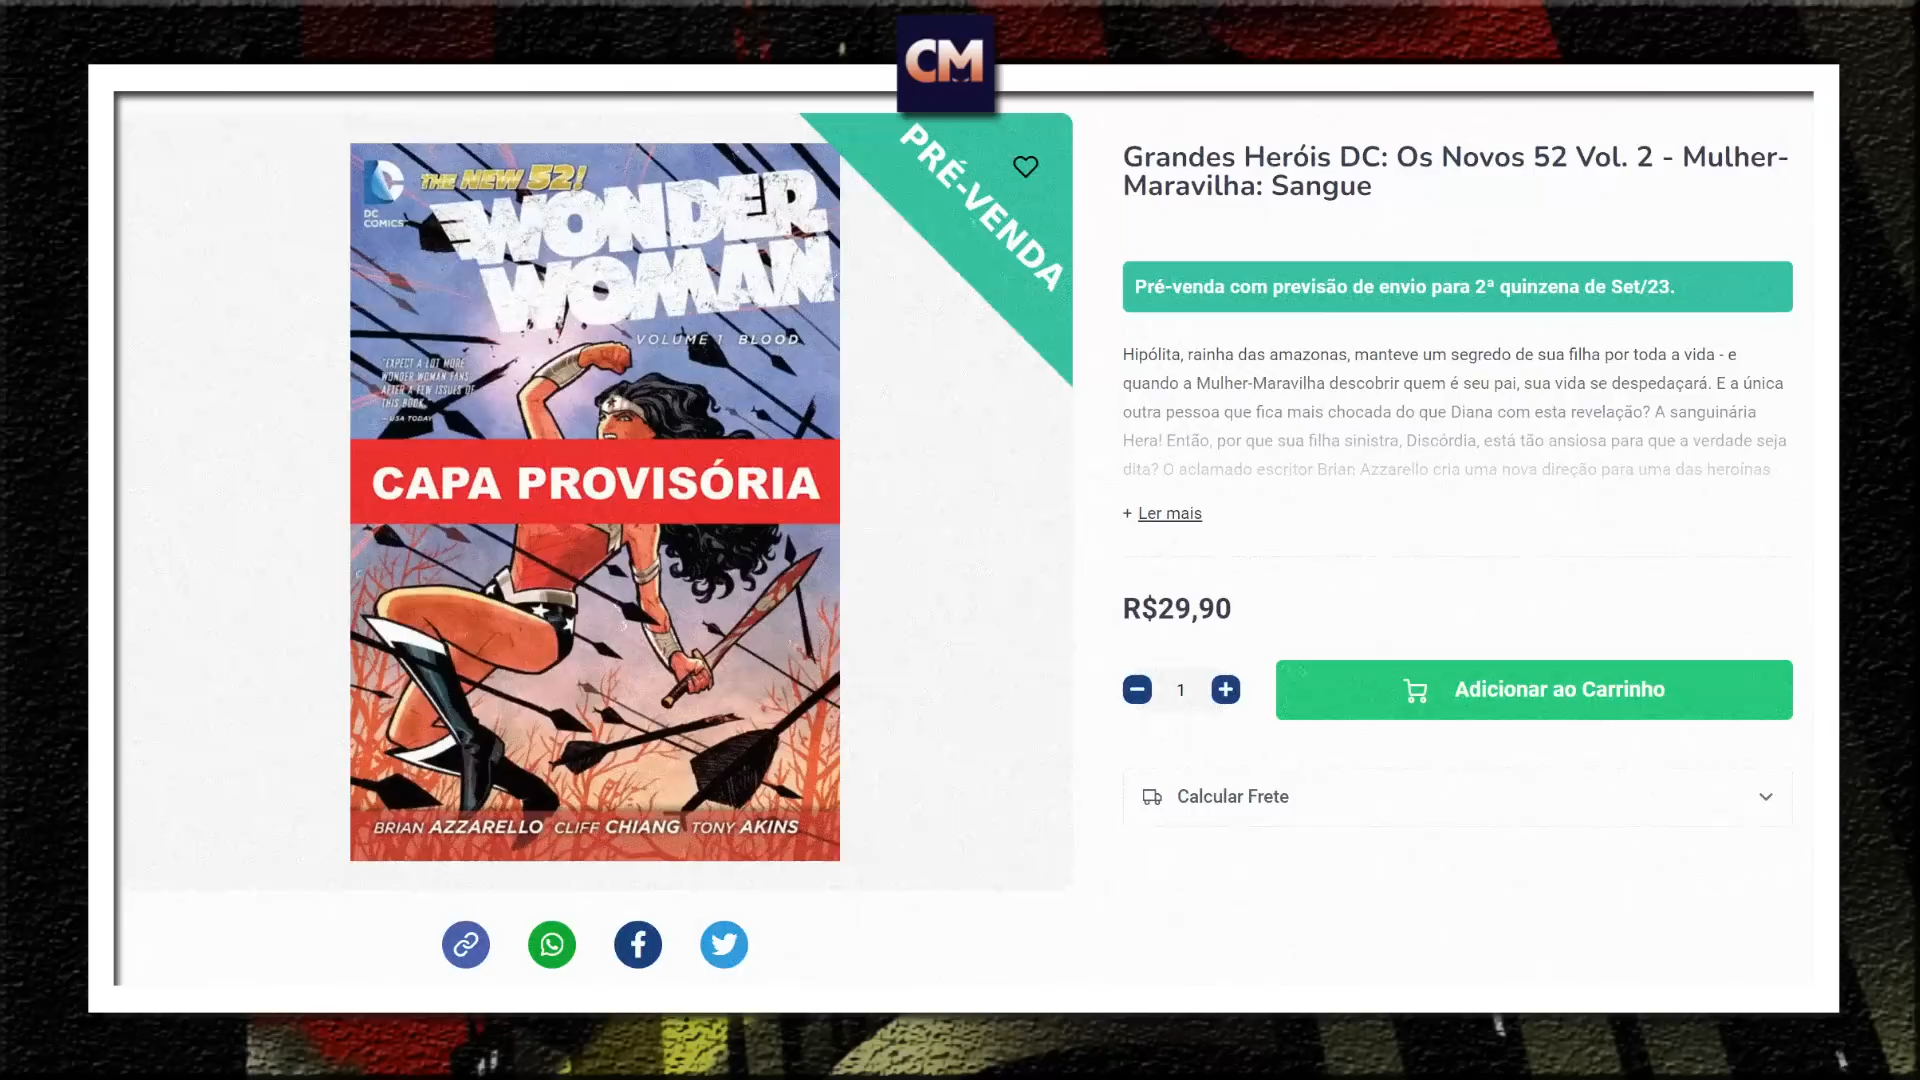 CM
THE NEW 52!
DC
COMICS
WONDER
WOMAN
VOLUME 1 BLOOD
"EXPECT A LOT MORE
WONDER WOMAN FANS
AFTER A FEW ISSUES OF
THIS BOOK."
—USA TODAY
CAPA PROVISÓRIA
BRIAN AZZARELLO CLIFF CHIANG TONY AKINS
PRÉ-VENDA
Grandes Heróis DC: Os Novos 52 Vol. 2 - Mulher-
Maravilha: Sangue
Pré-venda com previsão de envio para 2ª quinzena de Set/23.
Hipólita, rainha das amazonas, manteve um segredo de sua filha por toda a vida - e
quando a Mulher-Maravilha descobrir quem é seu pai, sua vida se despedaçará. E a única
outra pessoa que fica mais chocada do que Diana com esta revelação? A sanguinária
Hera! Então, por que sua filha sinistra, Discórdia, está tão ansiosa para que a verdade seja
dita? O aclamado escritor Brian Azzarello cria uma nova direção para uma das heroínas
+ Ler mais
R$29,90
1
Adicionar ao Carrinho
Calcular Frete